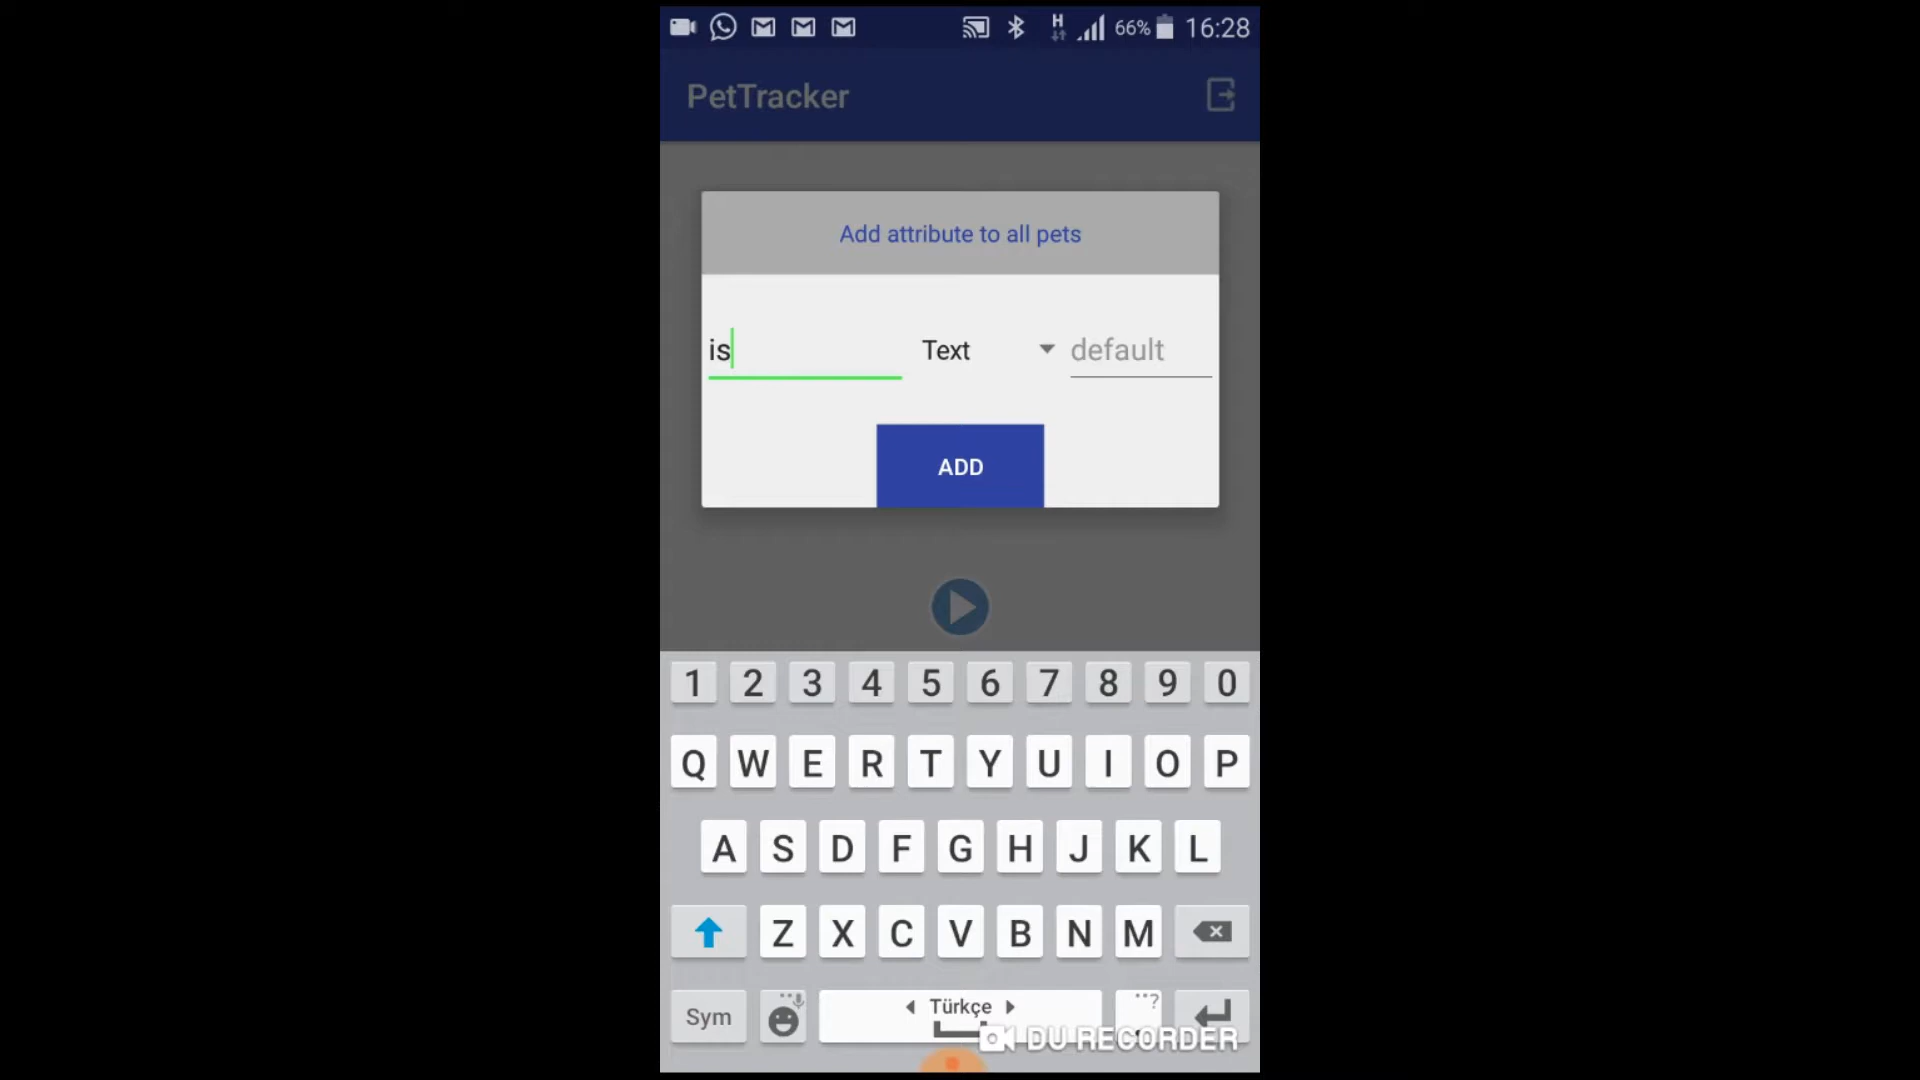 H 66% 16:28
PetTracker
Add attribute to all pets
is Text default
ADD
1 2 3 4 5 6 7 8 9 0
Q W E R T Y U I O P
A S D F G H J K L
Z X C V B N M
Sym Türkçe ...?
DU RECORDER